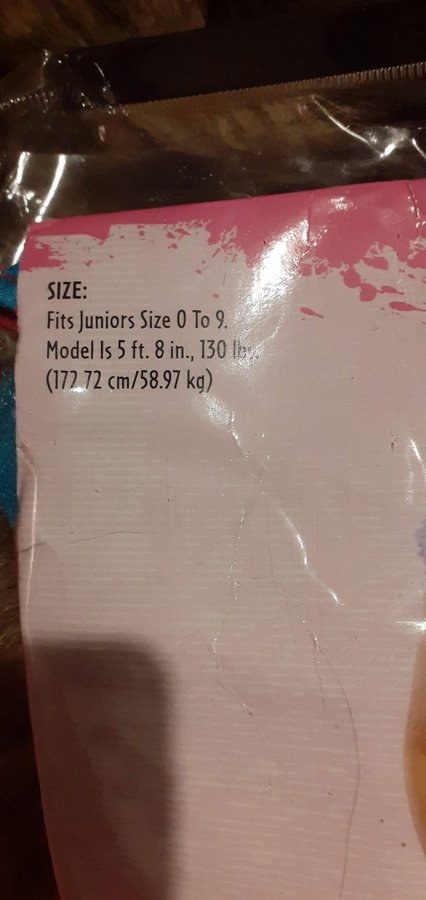 SIZE:
Fits Juniors Size 0 To 9.
Model Is 5 ft. 8 in., 130 lbs.
(172.72 cm/58.97 kg)